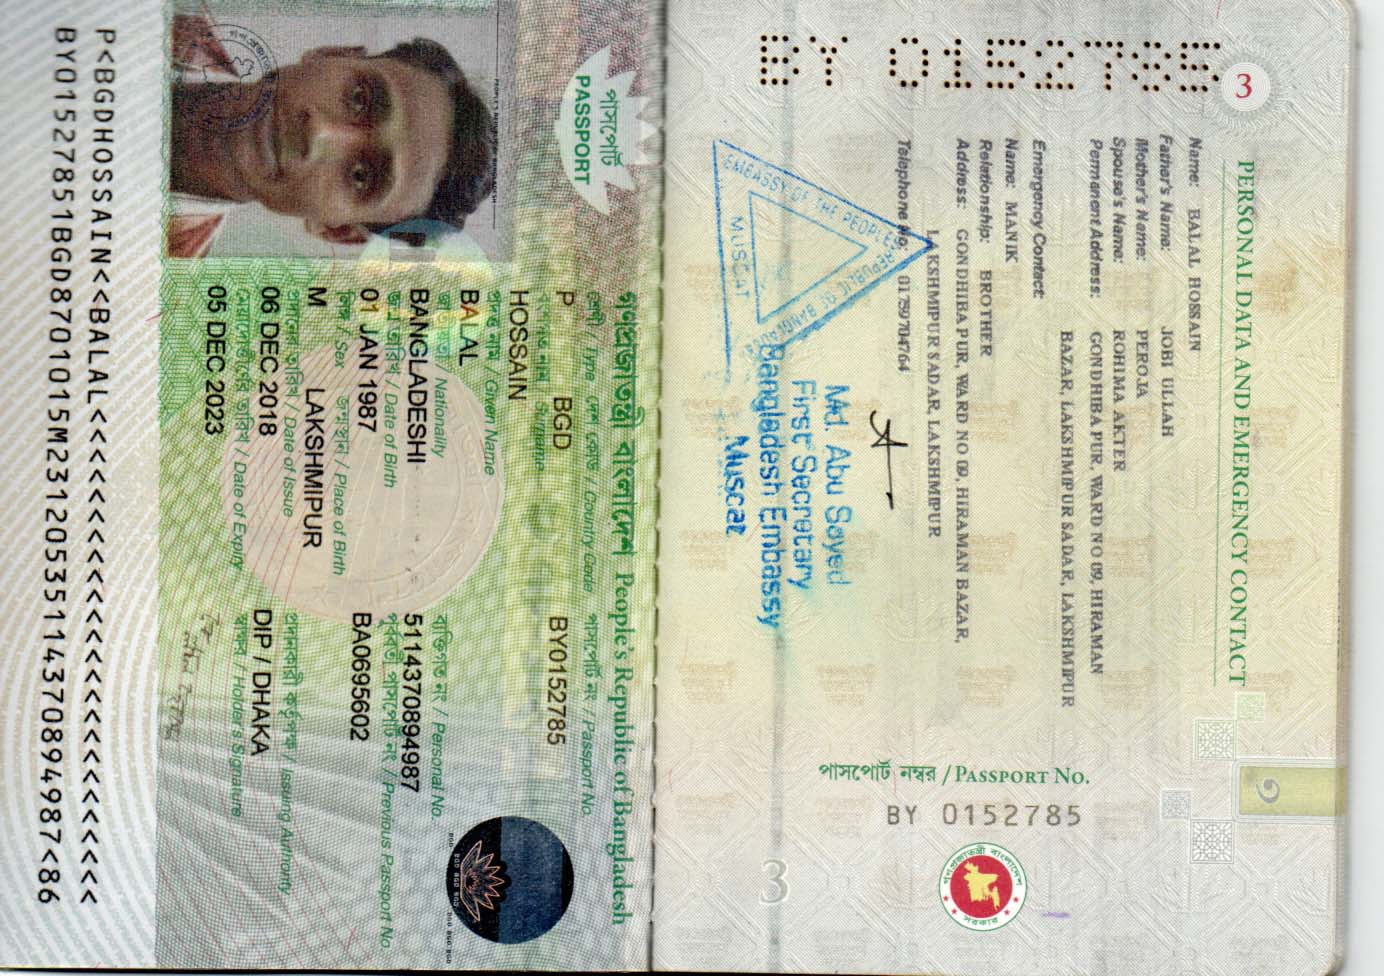 3
PERSONAL DATA AND EMERGENCY CONTACT
Name: BALAL HOSSAIN
Father's Name: JOBI ULLAH
Mother's Name: PEROJA
Spouse's Name: ROHIMA AKTER
Permanent Address: GONDHIBA PUR, WARD NO 09, HIRAMAN
BAZAR, LAKSHMIPUR SADAR, LAKSHMIPUR
Emergency Contact:
Name: MANIK
Relationship: BROTHER
Address: GONDHIBA PUR, WARD NO 09, HIRAMAN BAZAR,
LAKSHMIPUR SADAR, LAKSHMIPUR
Telephone No: 01759704764
Md. Abu Sayed
First Secretary
Bangladesh Embassy
Muscat
EMBASSY OF THE PEOPLE'S REPUBLIC OF BANGLADESH
MUSCAT
BY 0152785
পাসপোর্ট নম্বর / PASSPORT NO.
BY 0152785
গণপ্রজাতন্ত্রী বাংলাদেশ
সরকার
3
পাসপোর্ট
PASSPORT
গণপ্রজাতন্ত্রী বাংলাদেশ People's Republic of Bangladesh
শ্রেণী / Type দেশ কোড / Country Code পাসপোর্ট নং / Passport No.
P BGD BY0152785
বংশগত নাম Surname
HOSSAIN
প্রদত্ত নাম / Given Name
BALAL
জাতীয়তা / Nationality ব্যক্তিগত নং / Personal No.
BANGLADESHI 5114370894987
জন্ম তারিখ / Date of Birth পূর্ববর্তী পাসপোর্ট নং / Previous Passport No.
01 JAN 1987 BA0695602
লিঙ্গ / Sex জন্মস্থান / Place of Birth
M LAKSHMIPUR
প্রদানের তারিখ / Date of Issue প্রদানকারী কর্তৃপক্ষ / Issuing Authority
06 DEC 2018 DIP / DHAKA
মেয়াদোত্তীর্ণের তারিখ / Date of Expiry স্বাক্ষর / Holder's Signature
05 DEC 2023
P<BGDHOSSAIN<<BALAL<<<<<<<<<<<<<<<<<<<<<<<<<
BY01527851BGD8701015M23120535114370894987<86